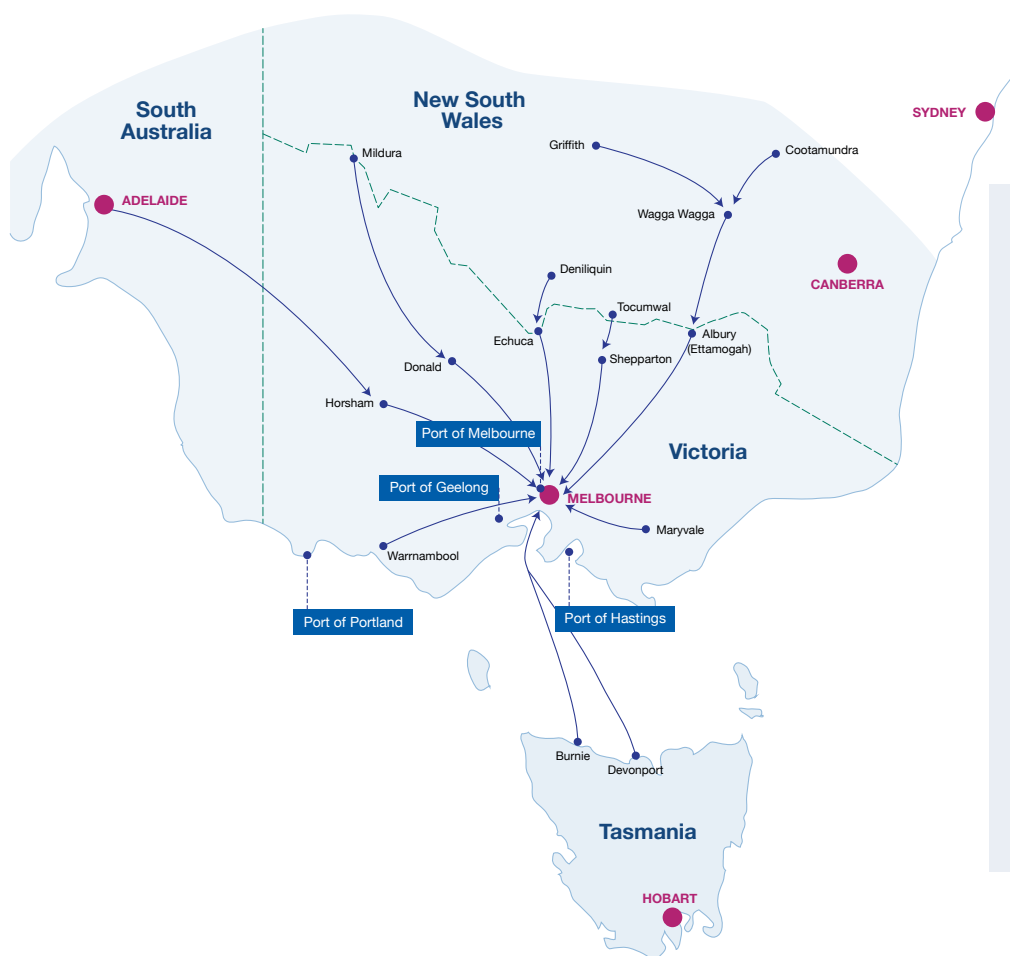 South
Australia
New South
Wales
SYDNEY
Mildura
Griffith
Cootamundra
ADELAIDE
Wagga Wagga
CANBERRA
Deniliquin
Tocumwal
Echuca
Albury
(Ettamogah)
Donald
Shepparton
Horsham
Port of Melbourne
Victoria
Port of Geelong
MELBOURNE
Maryvale
Warrnambool
Port of Portland
Port of Hastings
Burnie
Devonport
Tasmania
HOBART